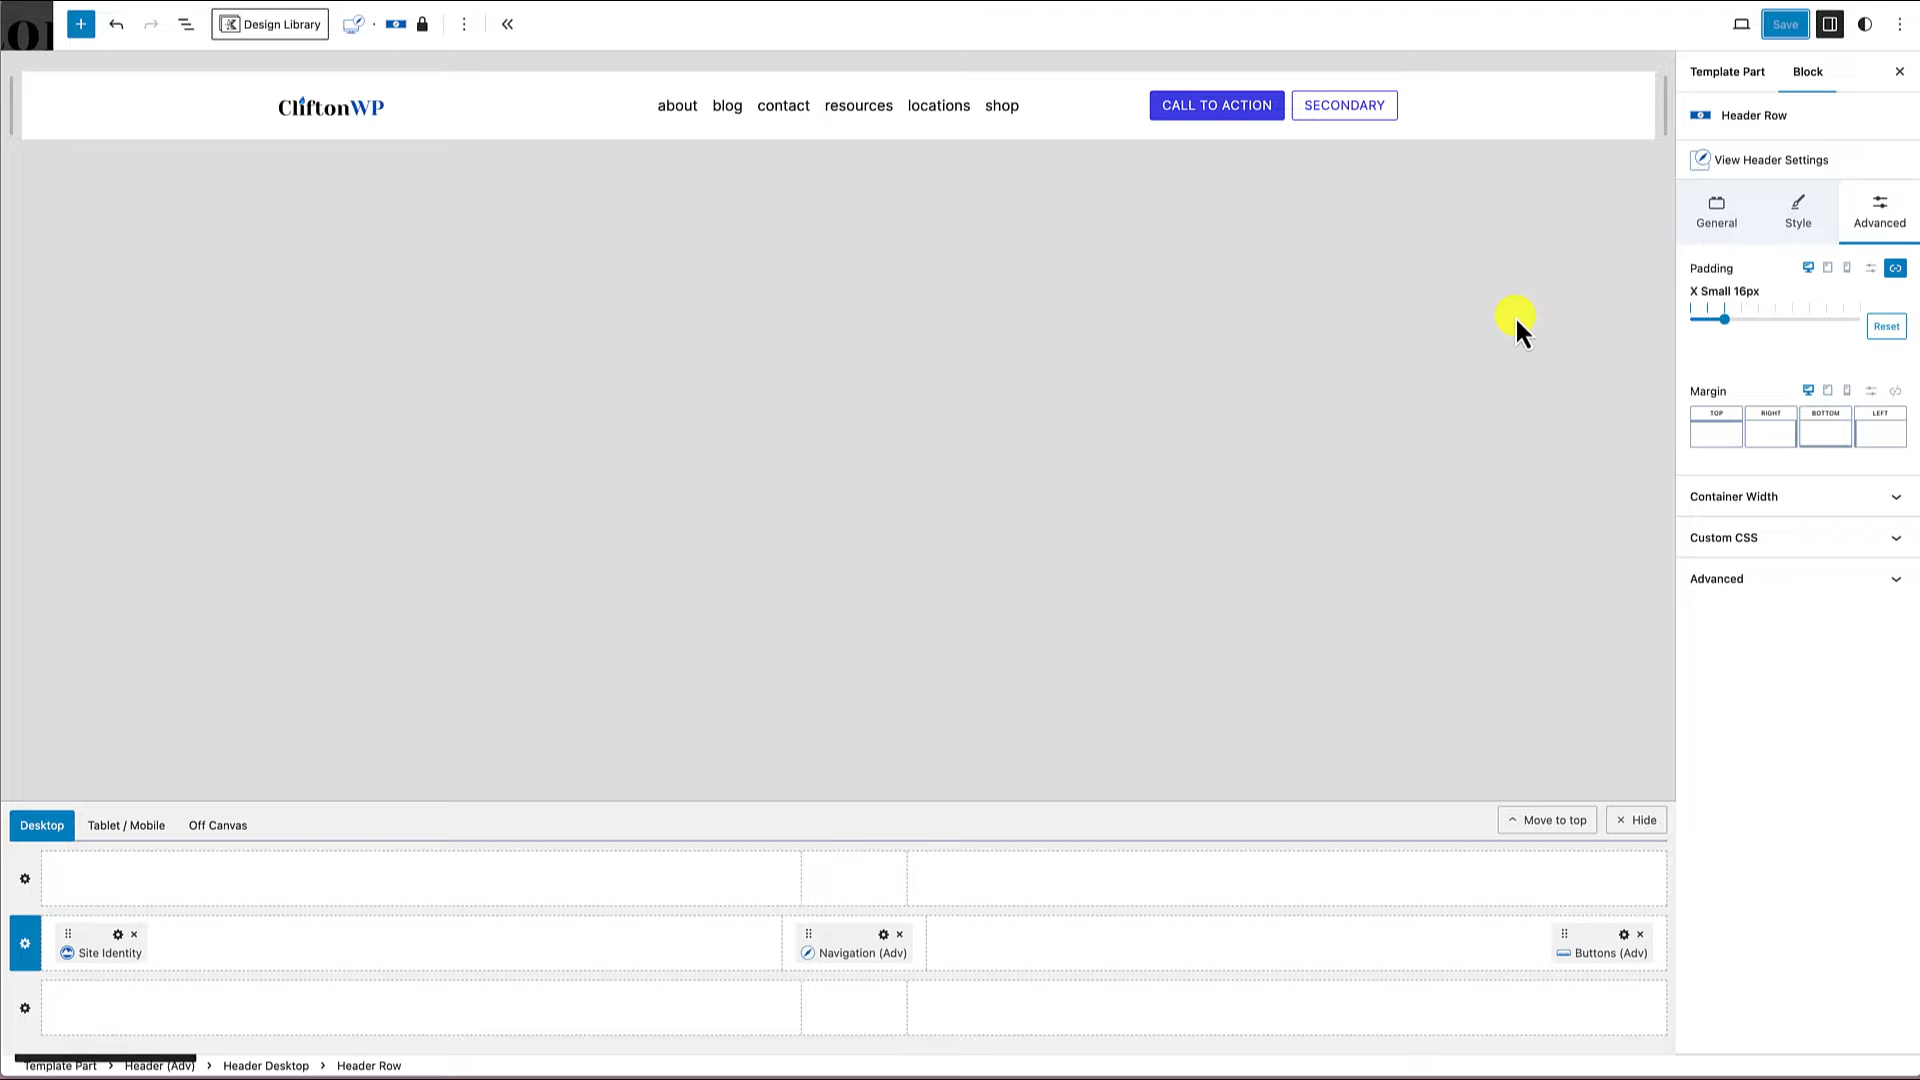 Design Library
Save
CliftonWP
about blog contact resources locations shop
CALL TO ACTION
SECONDARY
Template Part
Block
Header Row
View Header Settings
General
Style
Advanced
Padding
X Small 16px
Reset
Margin
TOP
RIGHT
BOTTOM
LEFT
Container Width
Custom CSS
Advanced
Desktop
Tablet / Mobile
Off Canvas
Move to top
Hide
Site Identity
Navigation (Adv)
Buttons (Adv)
Template Part > Header (Adv) > Header Desktop > Header Row